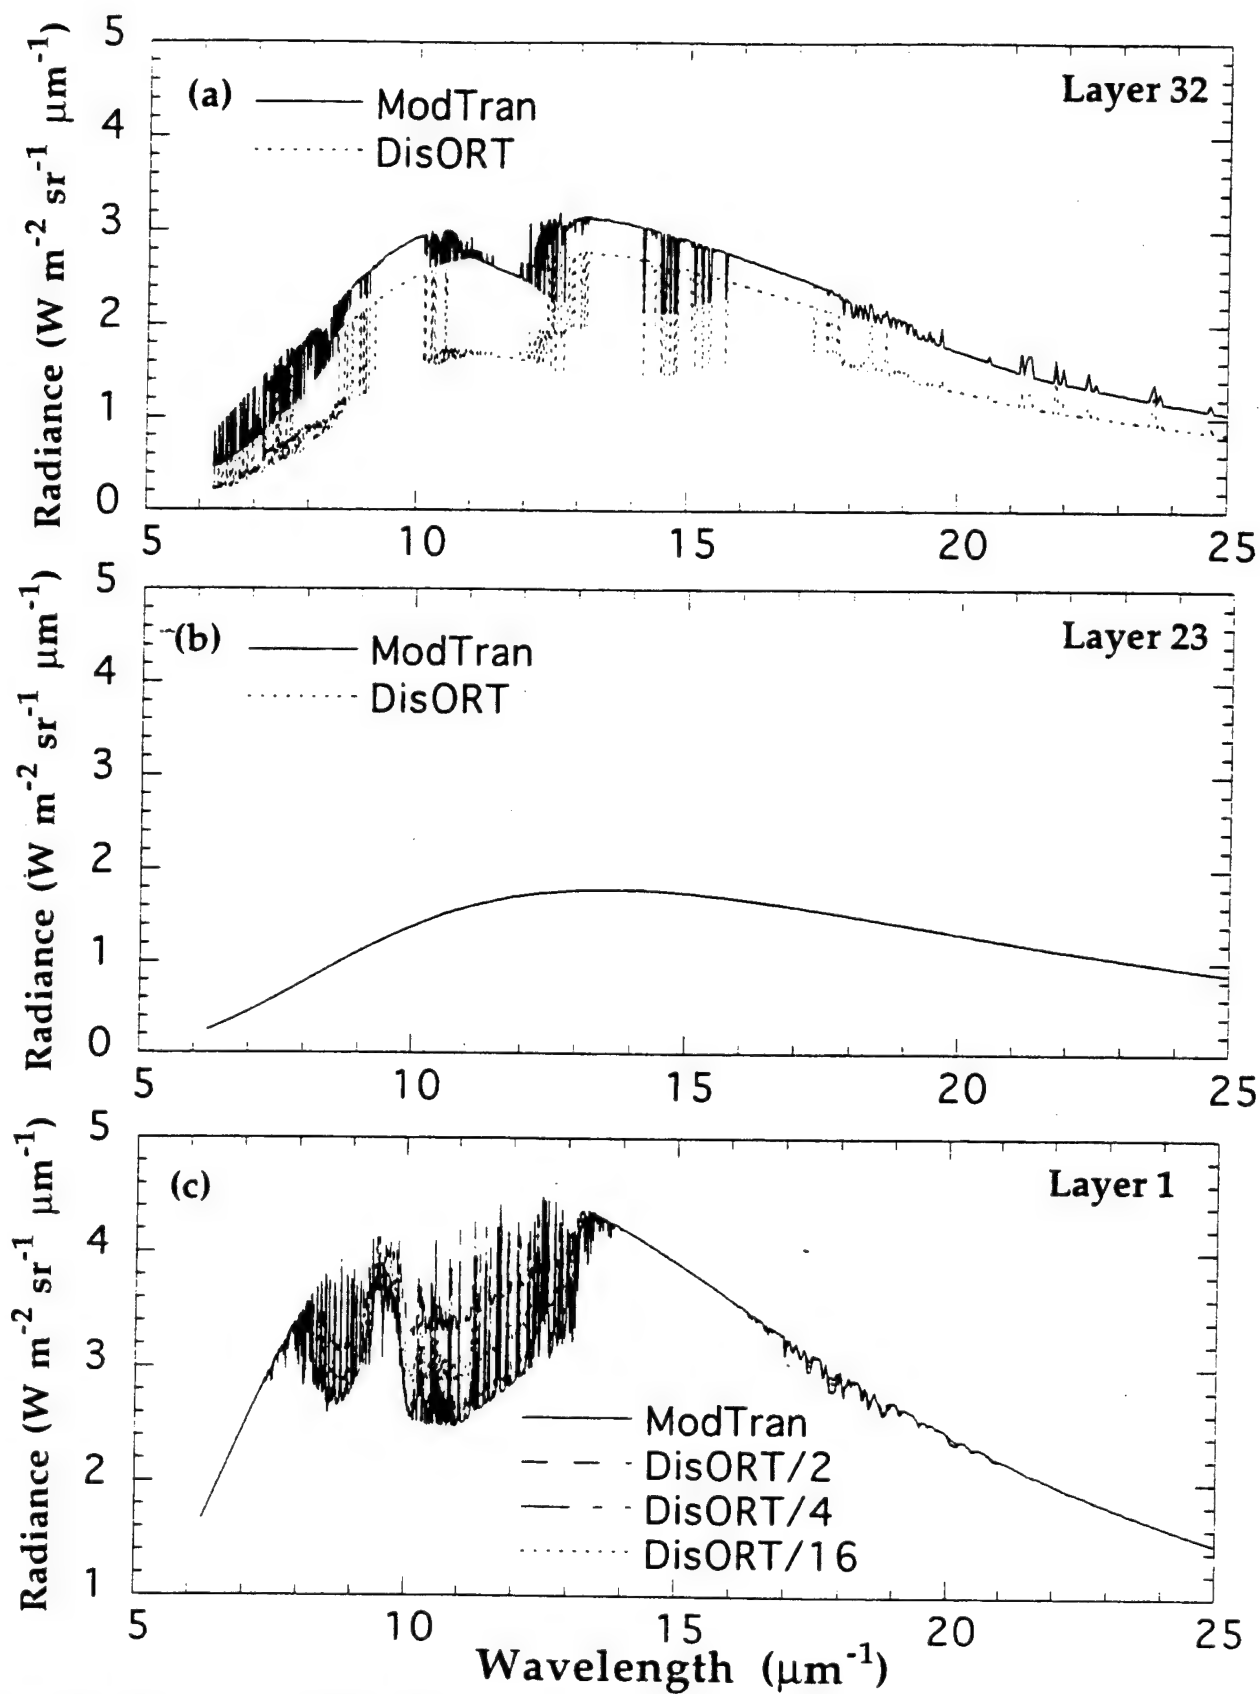 5
4
3
2
1
0
Radiance (W m⁻² sr⁻¹ μm⁻¹)
(a)
ModTran
DisORT
Layer 32
5 10 15 20 25
5
4
3
2
1
0
Radiance (W m⁻² sr⁻¹ μm⁻¹)
(b)
ModTran
DisORT
Layer 23
5 10 15 20 25
5
4
3
2
1
Radiance (W m⁻² sr⁻¹ μm⁻¹)
(c)
Layer 1
ModTran
DisORT/2
DisORT/4
DisORT/16
5 10 15 20 25
Wavelength (μm⁻¹)